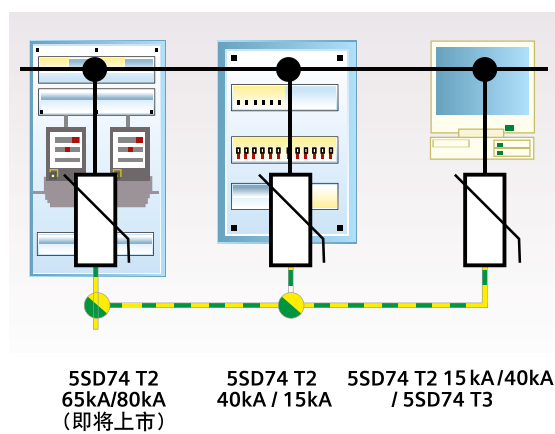 5SD74 T2
65kA/80kA
（即将上市）
5SD74 T2
40kA / 15kA
5SD74 T2 15 kA/40kA
/ 5SD74 T3